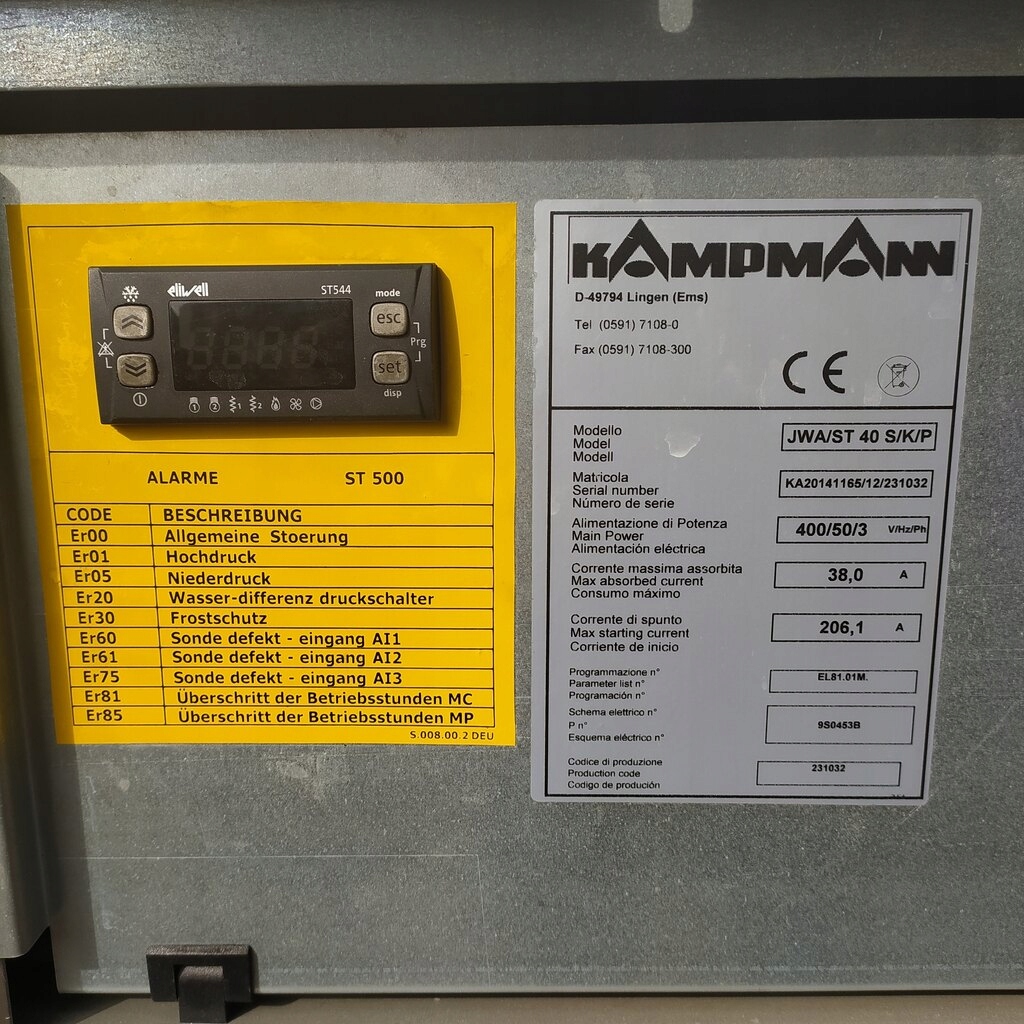 eliwell
ST544
mode
esc
Prg
set
disp
1
2
1
2
ALARME ST 500
CODE BESCHREIBUNG
Er00 Allgemeine Stoerung
Er01 Hochdruck
Er05 Niederdruck
Er20 Wasser-differenz druckschalter
Er30 Frostschutz
Er60 Sonde defekt - eingang AI1
Er61 Sonde defekt - eingang AI2
Er75 Sonde defekt - eingang AI3
Er81 Überschritt der Betriebsstunden MC
Er85 Überschritt der Betriebsstunden MP
S.008.00.2 DEU
KAMPMANN
D-49794 Lingen (Ems)
Tel (0591) 7108-0
Fax (0591) 7108-300
CE
Modello
Model
Modell
JWA/ST 40 S/K/P
Matricola
Serial number
Número de serie
KA20141165/12/231032
Alimentazione di Potenza
Main Power
Alimentación eléctrica
400/50/3 V/Hz/Ph
Corrente massima assorbita
Max absorbed current
Consumo máximo
38,0 A
Corrente di spunto
Max starting current
Corriente de inicio
206,1 A
Programmazione n°
Parameter list n°
Programación n°
EL81.01M.
Schema elettrico n°
P n°
Esquema eléctrico n°
9S0453B
Codice di produzione
Production code
Codigo de produción
231032